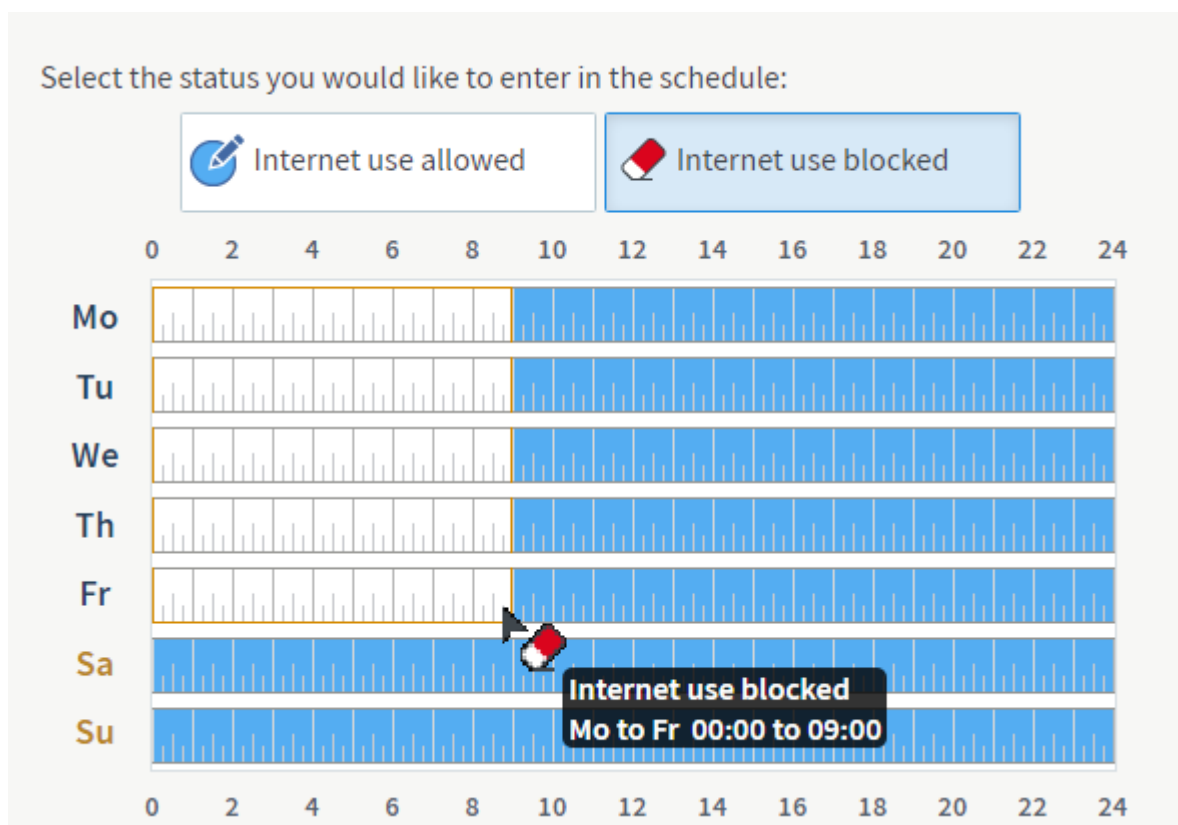 Select the status you would like to enter in the schedule:
Internet use allowed Internet use blocked
0 2 4 6 8 10 12 14 16 18 20 22 24
Mo
Tu
We
Th
Fr
Sa
Internet use blocked
Mo to Fr 00:00 to 09:00
Su
0 2 4 6 8 10 12 14 16 18 20 22 24